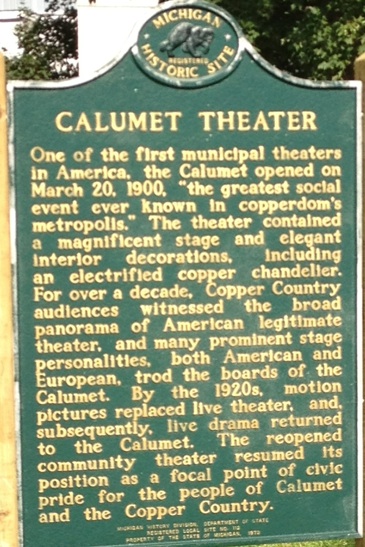 MICHIGAN
REGISTERED
HISTORIC SITE
CALUMET THEATER
One of the first municipal theaters
in America, the Calumet opened on
March 20, 1900, "the greatest social
event ever known in copperdom's
metropolis." The theater contained
a magnificent stage and elegant
interior decorations, including
an electrified copper chandelier.
For over a decade, Copper Country
audiences witnessed the broad
panorama of American legitimate
theater, and many prominent stage
personalities, both American and
European, trod the boards of the
Calumet. By the 1920s, motion
pictures replaced live theater, and,
subsequently, live drama returned
to the Calumet. The reopened
community theater resumed its
position as a focal point of civic
pride for the people of Calumet
and the Copper Country.
MICHIGAN HISTORY DIVISION, DEPARTMENT OF STATE
REGISTERED LOCAL SITE NO.
PROPERTY OF THE STATE OF MICHIGAN,